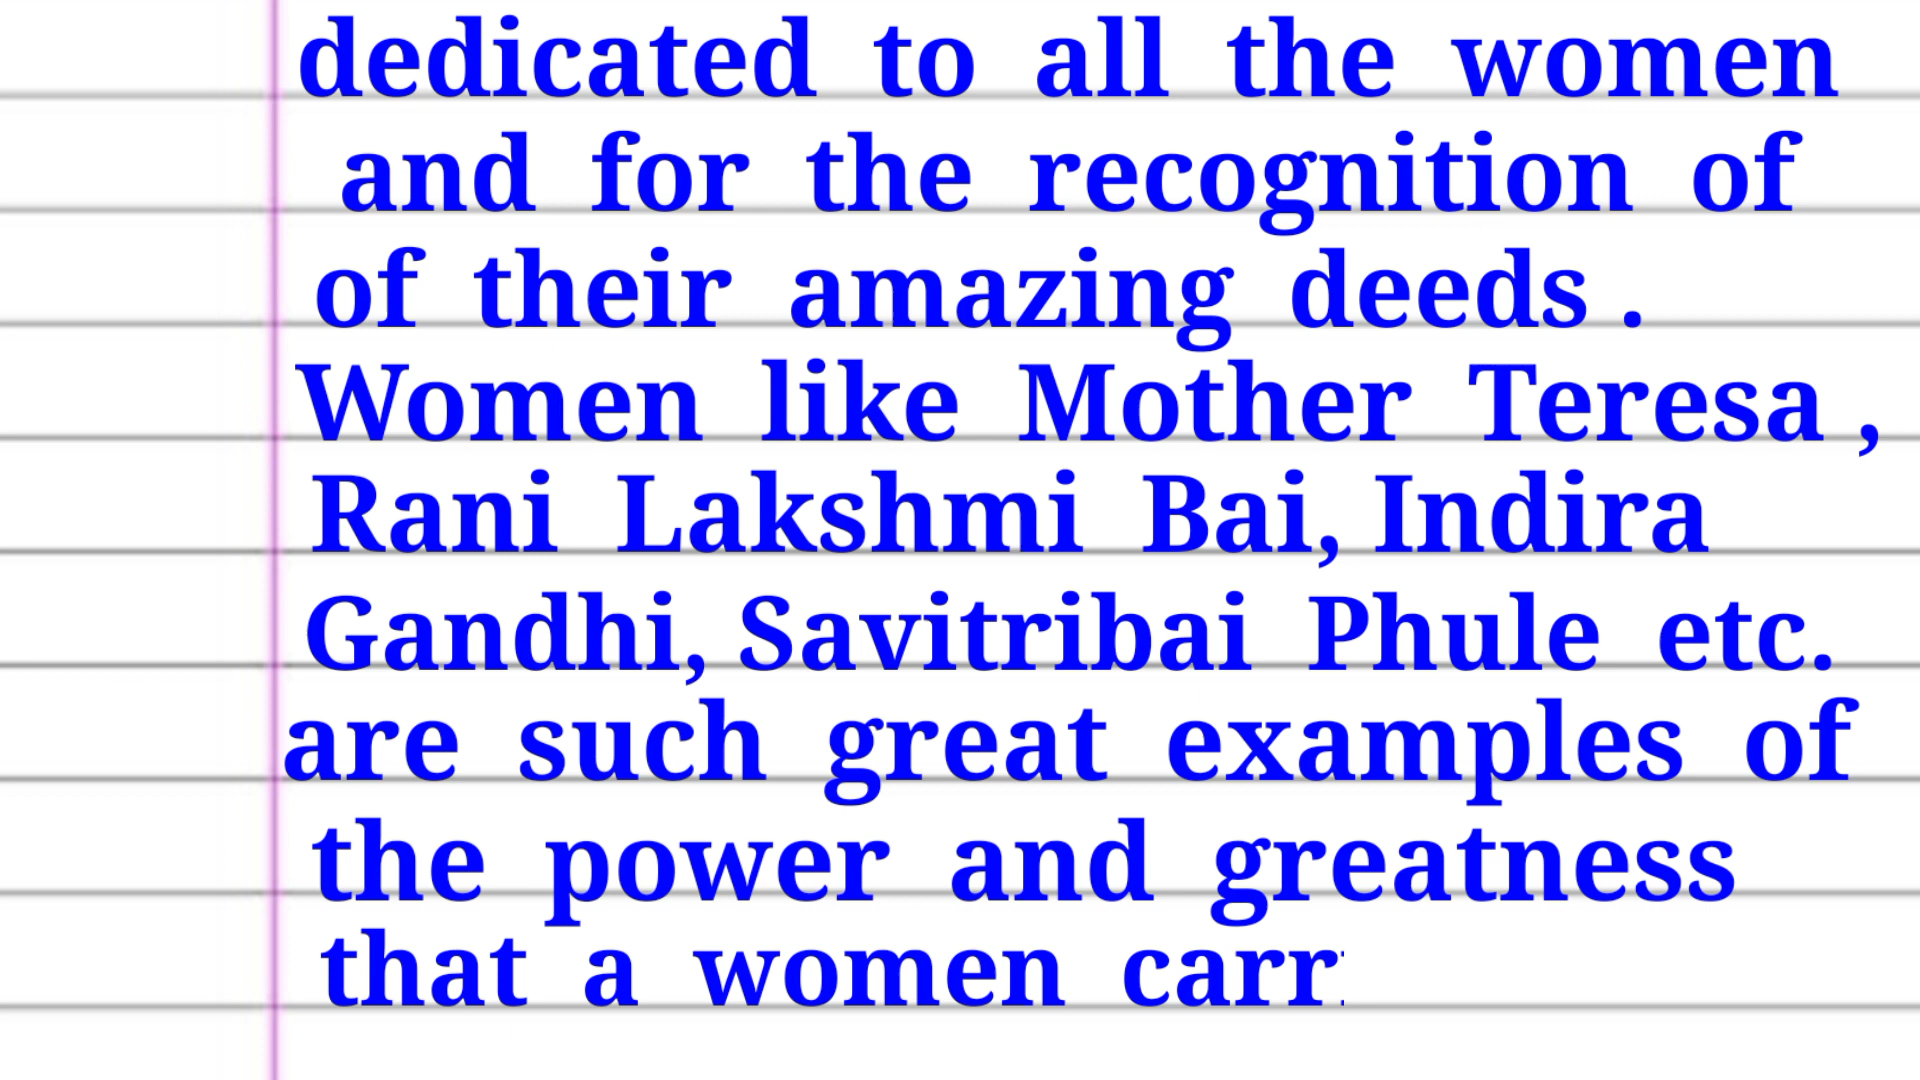 dedicated to all the women
and for the recognition of
of their amazing deeds .
Women like Mother Teresa ,
Rani Lakshmi Bai, Indira
Gandhi, Savitribai Phule etc.
are such great examples of
the power and greatness
that a women